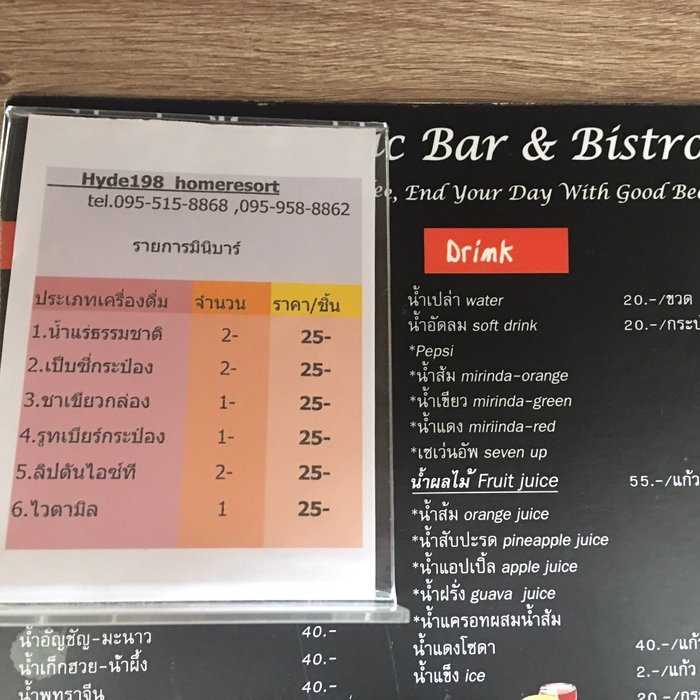 Hyde198 homeresort
tel.095-515-8868 ,095-958-8862
รายการมินิบาร์
ประเภทเครื่องดื่ม จำนวน ราคา/ชิ้น
1.น้ำแร่ธรรมชาติ 2- 25-
2.เป็บซี่กระป๋อง 2- 25-
3.ชาเขียวกล่อง 1- 25-
4.รูทเบียร์กระป๋อง 1- 25-
5.ลิปตันไอซ์ที 2- 25-
6.ไวตามิล 1 25-
Bar & Bistro
End Your Day With Good
Drink
น้ำเปล่า water 20.-/ขวด
น้ำอัดลม soft drink 20.-
*Pepsi
*น้ำส้ม mirinda-orange
*น้ำเขียว mirinda-green
*น้ำแดง miriinda-red
*เซเว่นอัพ seven up
น้ำผลไม้ Fruit juice 55.-/แก้ว
*น้ำส้ม orange juice
*น้ำสับปะรด pineapple juice
*น้ำแอปเปิ้ล apple juice
*น้ำฝรั่ง guava juice
*น้ำแครอทผสมน้ำส้ม
น้ำแดงโซดา 40.-/แก้ว
น้ำแข็ง ice 2.-/แก้ว
20.-
น้ำอัญชัญ-มะนาว 40.-
น้ำเก็กฮวย-น้ำผึ้ง 40.-
น้ำพุทราจีน 40.-